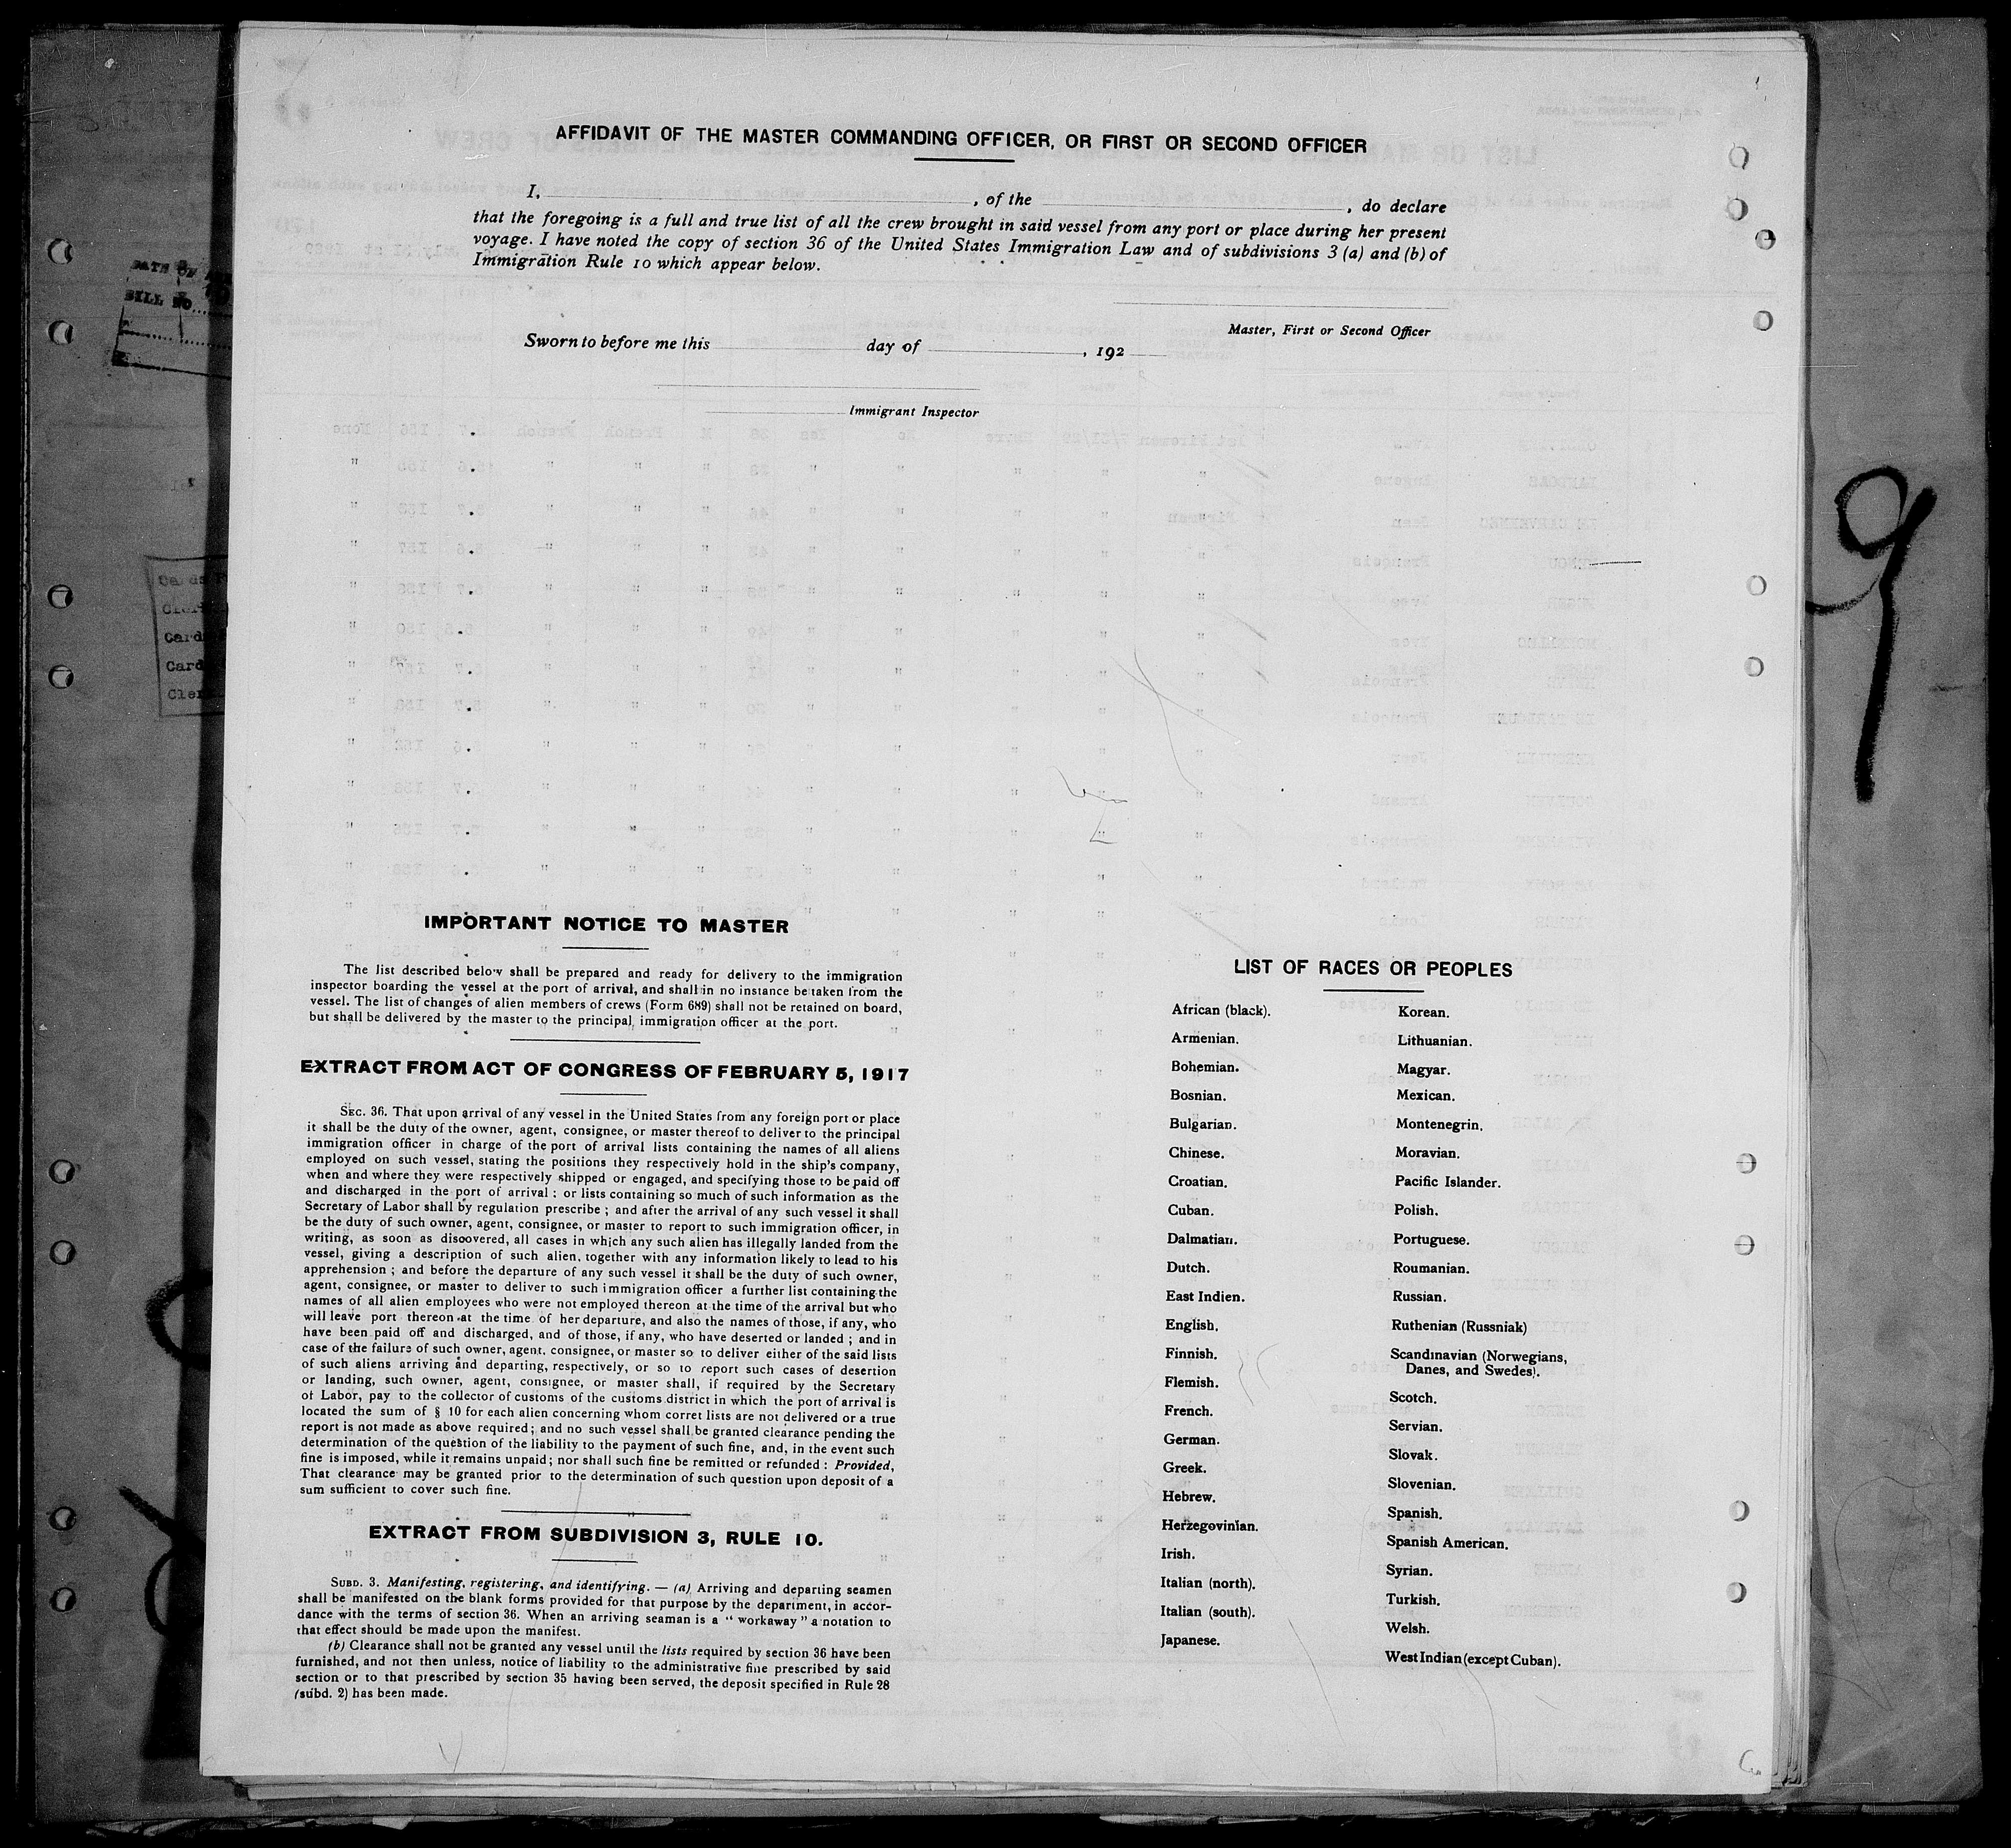 AFFIDAVIT OF THE MASTER COMMANDING OFFICER, OR FIRST OR SECOND OFFICER
I, , of the , do declare
that the foregoing is a full and true list of all the crew brought in said vessel from any port or place during her present
voyage. I have noted the copy of section 36 of the United States Immigration Law and of subdivisions 3 (a) and (b) of
Immigration Rule 10 which appear below.
Master, First or Second Officer
Sworn to before me this day of , 192
Immigrant Inspector
IMPORTANT NOTICE TO MASTER
The list described below shall be prepared and ready for delivery to the immigration
inspector boarding the vessel at the port of arrival, and shall in no instance be taken from the
vessel. The list of changes of alien members of crews (Form 689) shall not be retained on board,
but shall be delivered by the master to the principal immigration officer at the port.
EXTRACT FROM ACT OF CONGRESS OF FEBRUARY 5, 1917
SEC. 36. That upon arrival of any vessel in the United States from any foreign port or place
it shall be the duty of the owner, agent, consignee, or master thereof to deliver to the principal
immigration officer in charge of the port of arrival lists containing the names of all aliens
employed on such vessel, stating the positions they respectively hold in the ship's company,
when and where they were respectively shipped or engaged, and specifying those to be paid off
and discharged in the port of arrival : or lists containing so much of such information as the
Secretary of Labor shall by regulation prescribe ; and after the arrival of any such vessel it shall
be the duty of such owner, agent, consignee, or master to report to such immigration officer, in
writing, as soon as discovered, all cases in which any such alien has illegally landed from the
vessel, giving a description of such alien, together with any information likely to lead to his
apprehension ; and before the departure of any such vessel it shall be the duty of such owner,
agent, consignee, or master to deliver to such immigration officer a further list containing the
names of all alien employees who were not employed thereon at the time of the arrival but who
will leave port thereon at the time of her departure, and also the names of those, if any, who
have been paid off and discharged, and of those, if any, who have deserted or landed ; and in
case of the failure of such owner, agent, consignee, or master so to deliver either of the said lists
of such aliens arriving and departing, respectively, or so to report such cases of desertion
or landing, such owner, agent, consignee, or master shall, if required by the Secretary
of Labor, pay to the collector of customs of the customs district in which the port of arrival is
located the sum of § 10 for each alien concerning whom corret lists are not delivered or a true
report is not made as above required; and no such vessel shall be granted clearance pending the
determination of the question of the liability to the payment of such fine, and, in the event such
fine is imposed, while it remains unpaid; nor shall such fine be remitted or refunded : Provided,
That clearance may be granted prior to the determination of such question upon deposit of a
sum sufficient to cover such fine.
EXTRACT FROM SUBDIVISION 3, RULE 10.
SUBD. 3. Manifesting, registering, and identifying. — (a) Arriving and departing seamen
shall be manifested on the blank forms provided for that purpose by the department, in accor-
dance with the terms of section 36. When an arriving seaman is a " workaway " a notation to
that effect should be made upon the manifest.
(b) Clearance shall not be granted any vessel until the lists required by section 36 have been
furnished, and not then unless, notice of liability to the administrative fine prescribed by said
section or to that prescribed by section 35 having been served, the deposit specified in Rule 28
(subd. 2) has been made.
LIST OF RACES OR PEOPLES
African (black).
Armenian.
Bohemian.
Bosnian.
Bulgarian.
Chinese.
Croatian.
Cuban.
Dalmatian.
Dutch.
East Indien.
English.
Finnish.
Flemish.
French.
German.
Greek.
Hebrew.
Herzegovinian.
Irish.
Italian (north).
Italian (south).
Japanese.
Korean.
Lithuanian.
Magyar.
Mexican.
Montenegrin.
Moravian.
Pacific Islander.
Polish.
Portuguese.
Roumanian.
Russian.
Ruthenian (Russniak)
Scandinavian (Norwegians,
Danes, and Swedes).
Scotch.
Servian.
Slovak.
Slovenian.
Spanish.
Spanish American.
Syrian.
Turkish.
Welsh.
West Indian (except Cuban).
BILL NO.
Card
Card
9